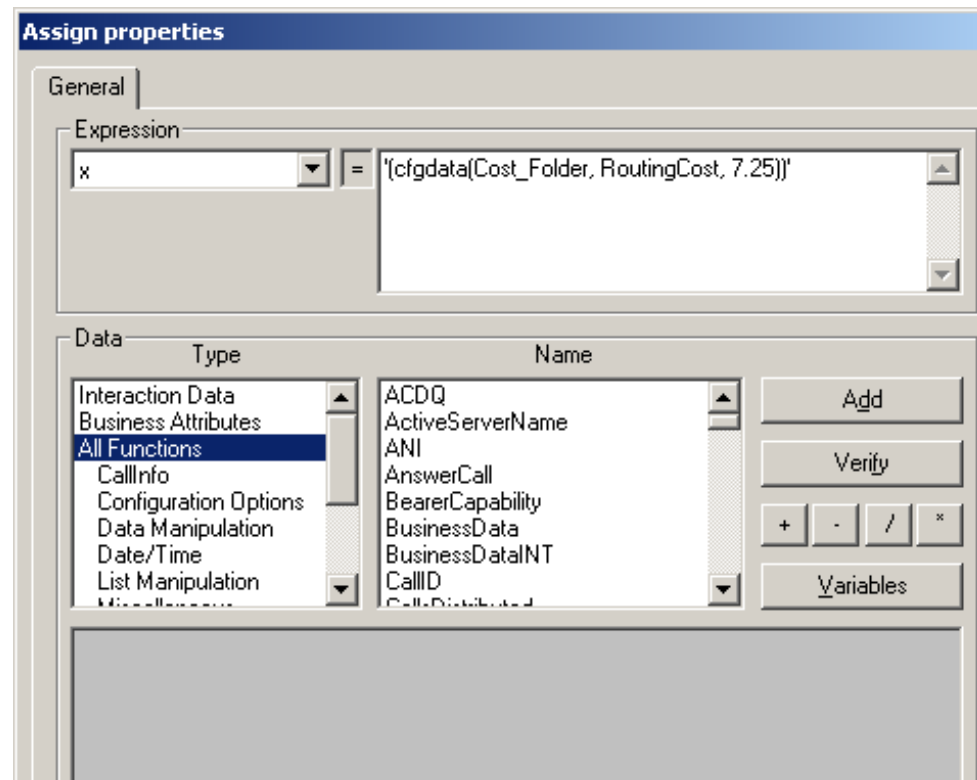 Assign properties
General
Expression
x
=
'(cfgdata(Cost_Folder, RoutingCost, 7.25))'
Data
Type
Interaction Data
Business Attributes
All Functions
CallInfo
Configuration Options
Data Manipulation
Date/Time
List Manipulation
Miscellaneous
Name
ACDQ
ActiveServerName
ANI
AnswerCall
BearerCapability
BusinessData
BusinessDataINT
CallID
CallsDistributed
Add
Verify
+ - / *
Variables